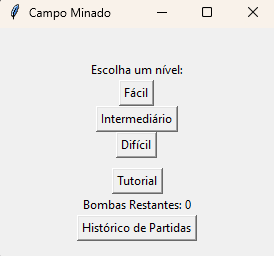 Campo Minado
Escolha um nível:
Fácil
Intermediário
Difícil
Tutorial
Bombas Restantes: 0
Histórico de Partidas